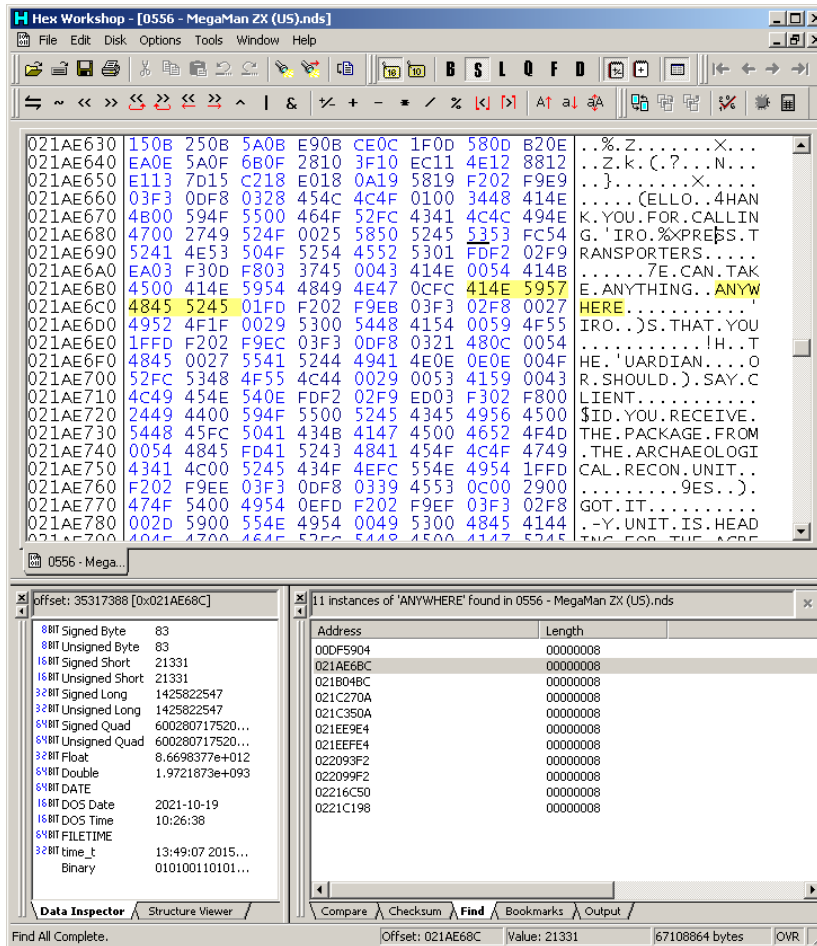 Hex Workshop - [0556 - MegaMan ZX (US).nds]
File Edit Disk Options Tools Window Help
B S L Q F D
021AE630 150B 250B 5A0B E90B CE0C 1F0D 580D B20E ..%.Z.......X...
021AE640 EA0E 5A0F 6B0F 2810 3F10 EC11 4E12 8812 ..Z.k.(.?...N...
021AE650 E113 7D15 C218 E018 0A19 5819 F202 F9E9 ..}.......X.....
021AE660 03F3 0DF8 0328 454C 4C4F 0100 3448 414E .....(ELLO..4HAN
021AE670 4B00 594F 5500 464F 52FC 4341 4C4C 494E K.YOU.FOR.CALLIN
021AE680 4700 2749 524F 0025 5850 5245 5353 FC54 G.'IRO.%XPRESS.T
021AE690 5241 4E53 504F 5254 4552 5301 FDF2 02F9 RANSPORTERS.....
021AE6A0 EA03 F30D F803 3745 0043 414E 0054 414B ......7E.CAN.TAK
021AE6B0 4500 414E 5954 4849 4E47 0CFC 414E 5957 E.ANYTHING..ANYW
021AE6C0 4845 5245 01FD F202 F9EB 03F3 02F8 0027 HERE...........'
021AE6D0 4952 4F1F 0029 5300 5448 4154 0059 4F55 IRO..)S.THAT.YOU
021AE6E0 1FFD F202 F9EC 03F3 0DF8 0321 480C 0054 ...........!H..T
021AE6F0 4845 0027 5541 5244 4941 4E0E 0E0E 004F HE.'UARDIAN....O
021AE700 52FC 5348 4F55 4C44 0029 0053 4159 0043 R.SHOULD.).SAY.C
021AE710 4C49 454E 540E FDF2 02F9 ED03 F302 F800 LIENT...........
021AE720 2449 4400 594F 5500 5245 4345 4956 4500 $ID.YOU.RECEIVE.
021AE730 5448 45FC 5041 434B 4147 4500 4652 4F4D THE.PACKAGE.FROM
021AE740 0054 4845 FD41 5243 4841 454F 4C4F 4749 .THE.ARCHAEOLOGI
021AE750 4341 4C00 5245 434F 4EFC 554E 4954 1FFD CAL.RECON.UNIT..
021AE760 F202 F9EE 03F3 0DF8 0339 4553 0C00 2900 .........9ES..).
021AE770 474F 5400 4954 0EFD F202 F9EF 03F3 02F8 GOT.IT..........
021AE780 002D 5900 554E 4954 0049 5300 4845 4144 .-Y.UNIT.IS.HEAD
0556 - Mega...
offset: 35317388 [0x021AE68C]
8BIT Signed Byte 83
8BIT Unsigned Byte 83
16BIT Signed Short 21331
16BIT Unsigned Short 21331
32BIT Signed Long 1425822547
32BIT Unsigned Long 1425822547
64BIT Signed Quad 600280717520...
64BIT Unsigned Quad 600280717520...
32BIT Float 8.6698377e+012
64BIT Double 1.9721873e+093
64BIT DATE
16BIT DOS Date 2021-10-19
16BIT DOS Time 10:26:38
64BIT FILETIME
32BIT time_t 13:49:07 2015...
Binary 010100110101...
Data Inspector Structure Viewer
11 instances of 'ANYWHERE' found in 0556 - MegaMan ZX (US).nds
Address Length
00DF5904 00000008
021AE6BC 00000008
021B04BC 00000008
021C270A 00000008
021C350A 00000008
021EE9E4 00000008
021EEFE4 00000008
022093F2 00000008
022099F2 00000008
02216C50 00000008
0221C198 00000008
Compare Checksum Find Bookmarks Output
Find All Complete. Offset: 021AE68C Value: 21331 67108864 bytes OVR